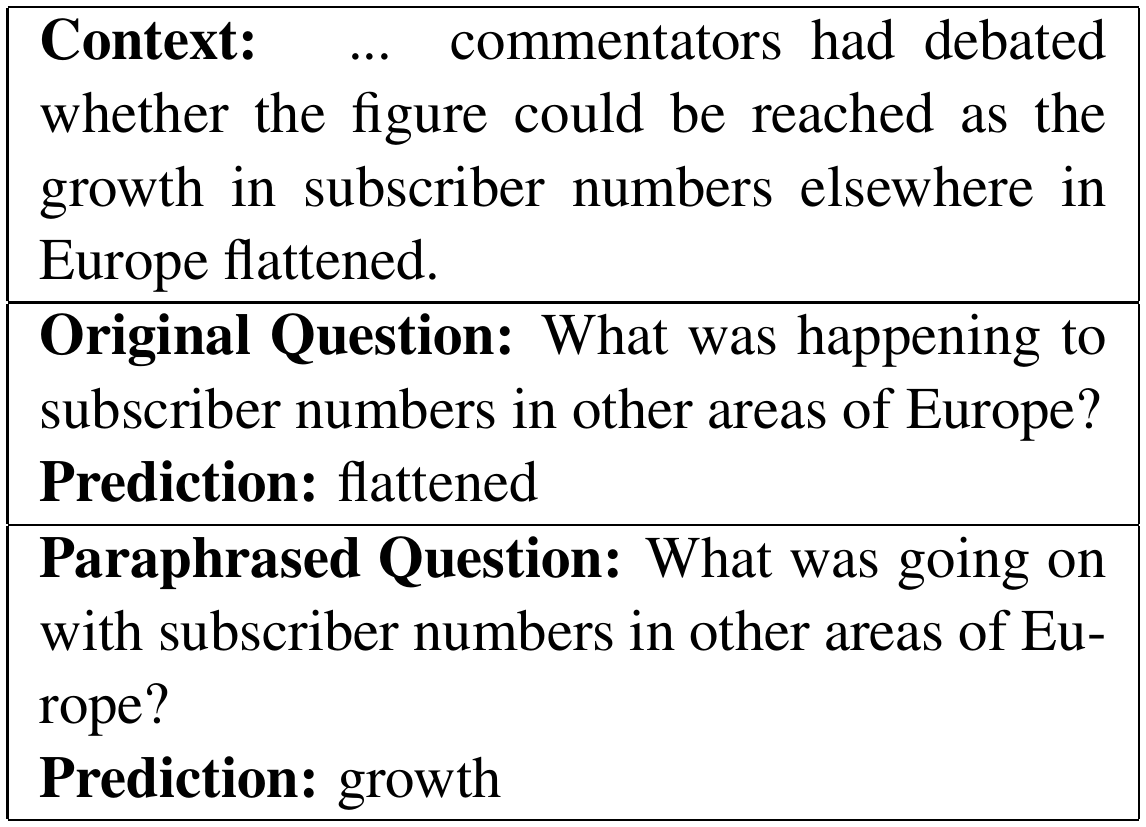 Context: ... commentators had debated
whether the figure could be reached as the
growth in subscriber numbers elsewhere in
Europe flattened.
Original Question: What was happening to
subscriber numbers in other areas of Europe?
Prediction: flattened
Paraphrased Question: What was going on
with subscriber numbers in other areas of Eu-
rope?
Prediction: growth